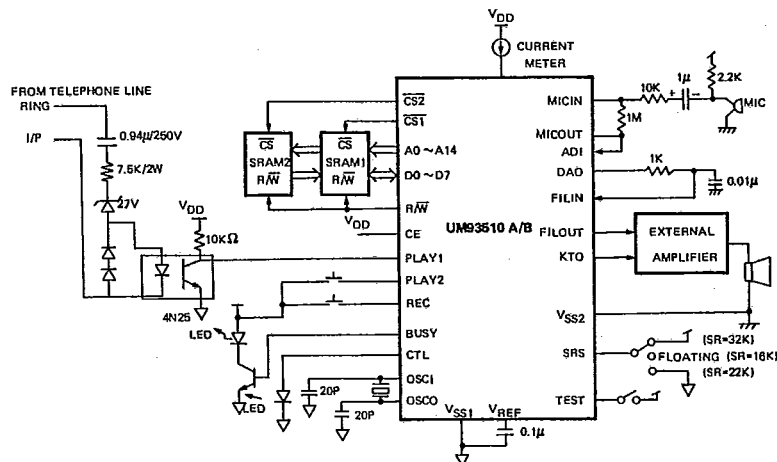 VDD
CURRENT
METER
FROM TELEPHONE LINE
RING
I/P
0.94μ/250V
7.5K/2W
27V
VDD
10KΩ
4N25
LED
LED
CS
SRAM2
R/W
CS
SRAM1
R/W
VDD
CS2
CS1
A0 ~ A14
D0 ~ D7
R/W
CE
PLAY1
PLAY2
REC
BUSY
CTL
OSCI
OSCO
20P
20P
UM93510 A/B
VSS1
VREF
0.1μ
MICIN
MICOUT
ADI
DAO
FILIN
FILOUT
KTO
VSS2
SRS
TEST
10K
1μ
+
−
2.2K
MIC
1M
1K
0.01μ
EXTERNAL
AMPLIFIER
(SR=32K)
FLOATING (SR=16K)
(SR=22K)